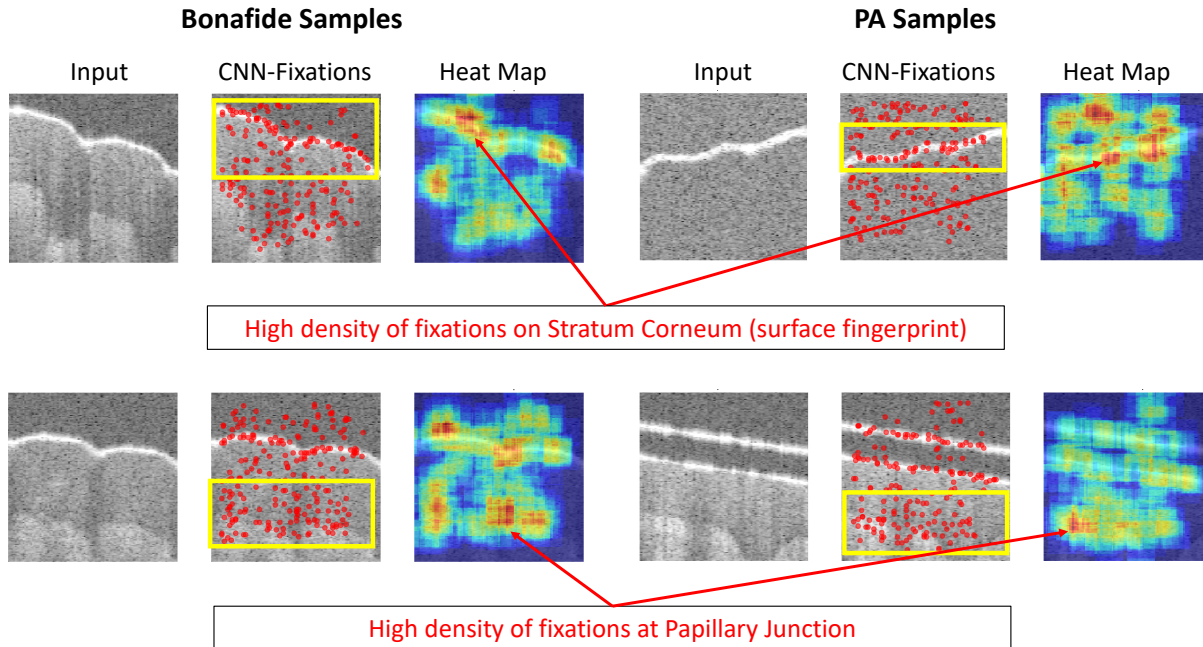 Bonafide Samples PA Samples
Input CNN-Fixations Heat Map Input CNN-Fixations Heat Map
High density of fixations on Stratum Corneum (surface fingerprint)
High density of fixations at Papillary Junction